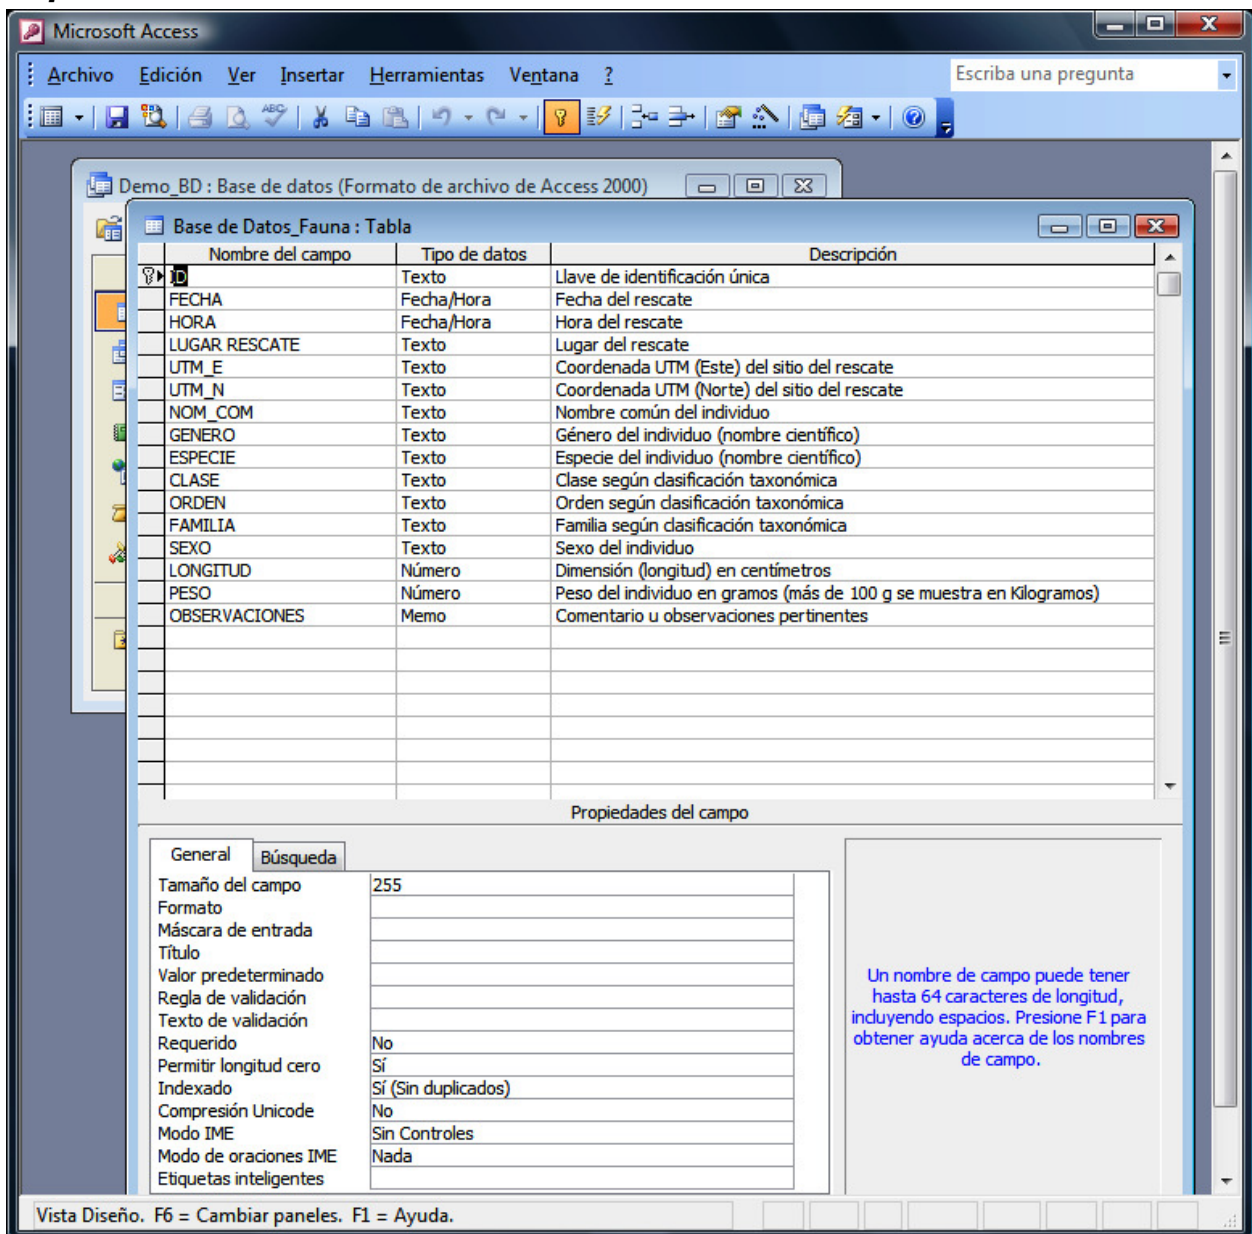 Microsoft Access
Archivo Edición Ver Insertar Herramientas Ventana ? Escriba una pregunta
Demo_BD : Base de datos (Formato de archivo de Access 2000)
Base de Datos_Fauna : Tabla
Nombre del campo Tipo de datos Descripción
ID Texto Llave de identificación única
FECHA Fecha/Hora Fecha del rescate
HORA Fecha/Hora Hora del rescate
LUGAR RESCATE Texto Lugar del rescate
UTM_E Texto Coordenada UTM (Este) del sitio del rescate
UTM_N Texto Coordenada UTM (Norte) del sitio del rescate
NOM_COM Texto Nombre común del individuo
GENERO Texto Género del individuo (nombre científico)
ESPECIE Texto Especie del individuo (nombre científico)
CLASE Texto Clase según clasificación taxonómica
ORDEN Texto Orden según clasificación taxonómica
FAMILIA Texto Familia según clasificación taxonómica
SEXO Texto Sexo del individuo
LONGITUD Número Dimensión (longitud) en centímetros
PESO Número Peso del individuo en gramos (más de 100 g se muestra en Kilogramos)
OBSERVACIONES Memo Comentario u observaciones pertinentes
Propiedades del campo
General Búsqueda
Tamaño del campo 255
Formato
Máscara de entrada
Título
Valor predeterminado
Regla de validación
Texto de validación
Requerido No
Permitir longitud cero Sí
Indexado Sí (Sin duplicados)
Compresión Unicode No
Modo IME Sin Controles
Modo de oraciones IME Nada
Etiquetas inteligentes
Un nombre de campo puede tener
hasta 64 caracteres de longitud,
incluyendo espacios. Presione F1 para
obtener ayuda acerca de los nombres
de campo.
Vista Diseño. F6 = Cambiar paneles. F1 = Ayuda.